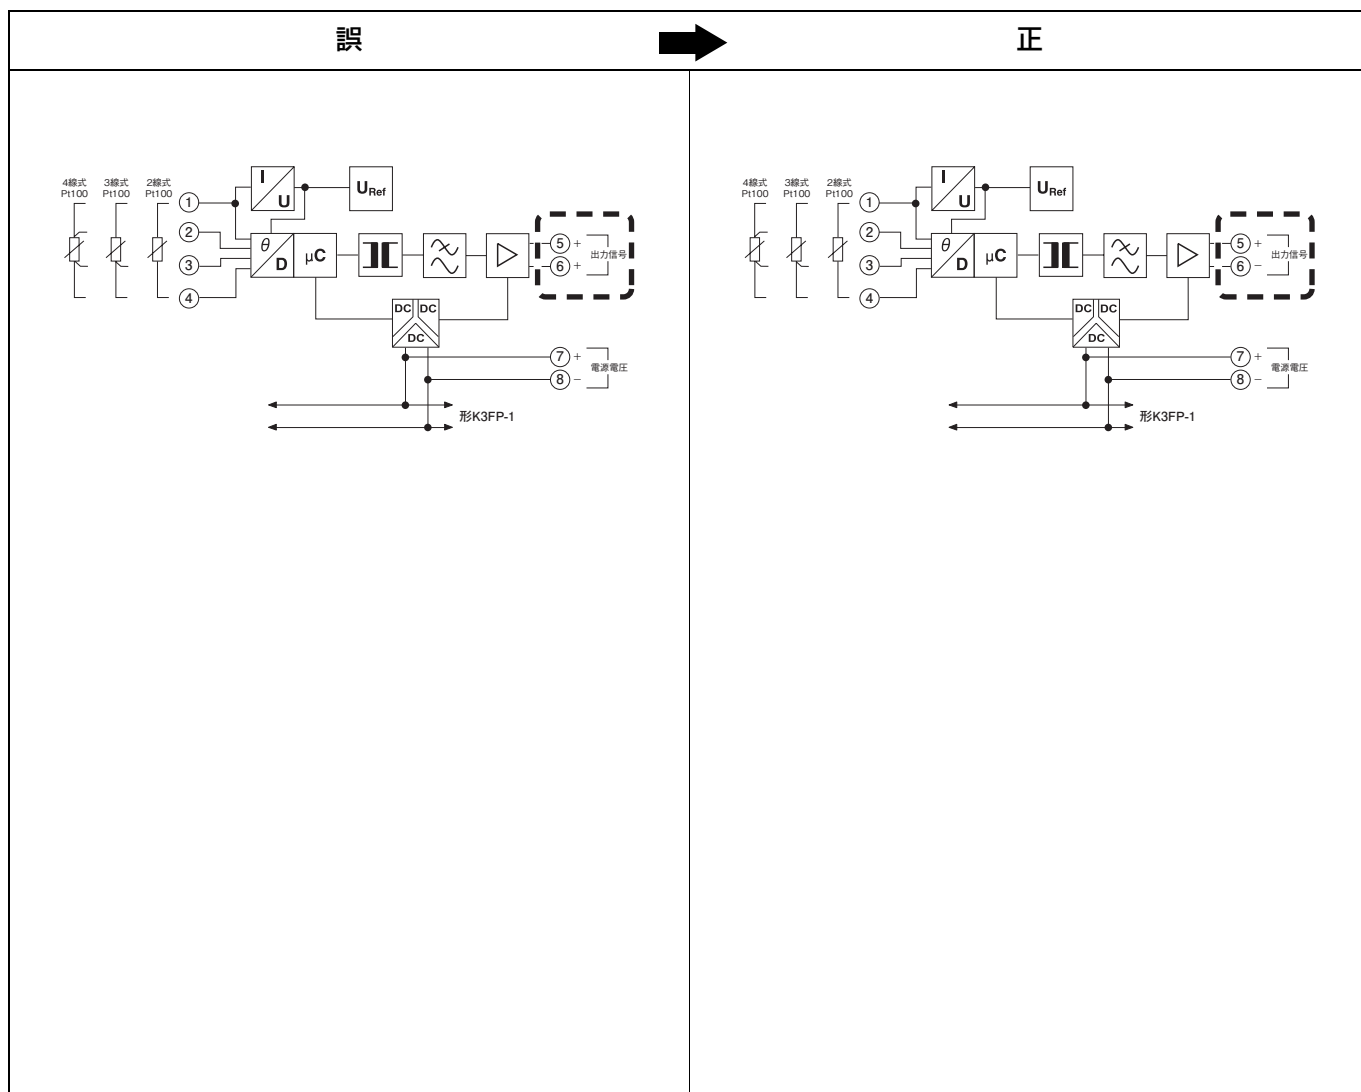 誤 正
4線式 3線式 2線式
Pt100 Pt100 Pt100
I
U
URef
1
2
3
4
θ
D
μC
5 +
6 +
出力信号
DC DC
DC
7 +
8 −
電源電圧
形K3FP-1
4線式 3線式 2線式
Pt100 Pt100 Pt100
I
U
URef
1
2
3
4
θ
D
μC
5 +
6 −
出力信号
DC DC
DC
7 +
8 −
電源電圧
形K3FP-1